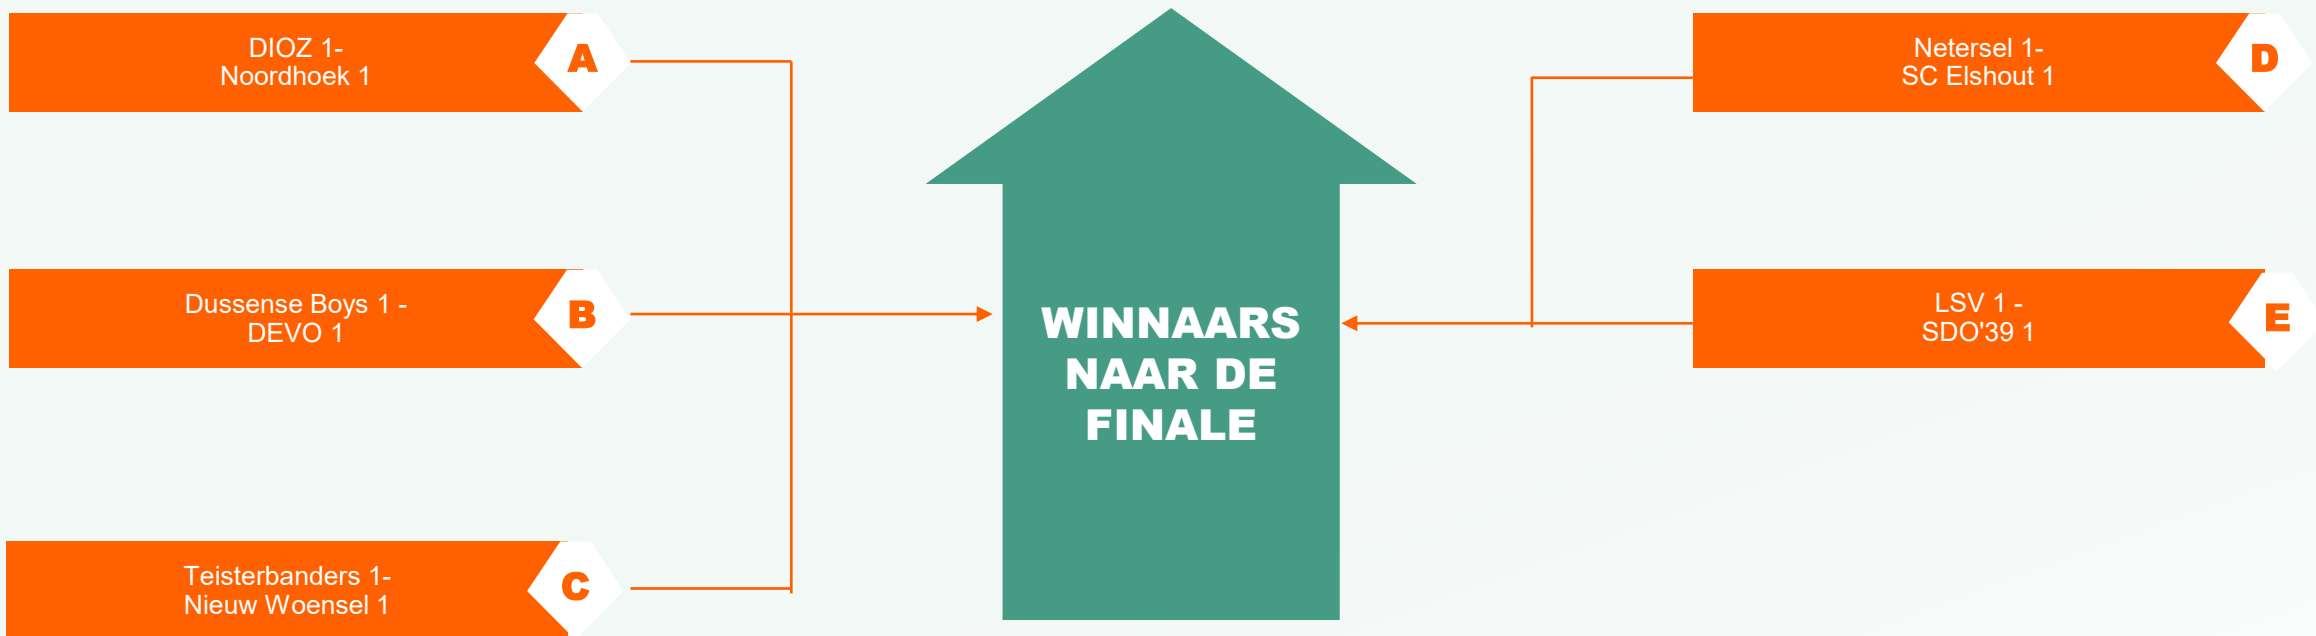 DIOZ 1-
Noordhoek 1
A
Dussense Boys 1 -
DEVO 1
B
Teisterbanders 1-
Nieuw Woensel 1
C
WINNAARS
NAAR DE
FINALE
Netersel 1-
SC Elshout 1
D
LSV 1 -
SDO'39 1
E